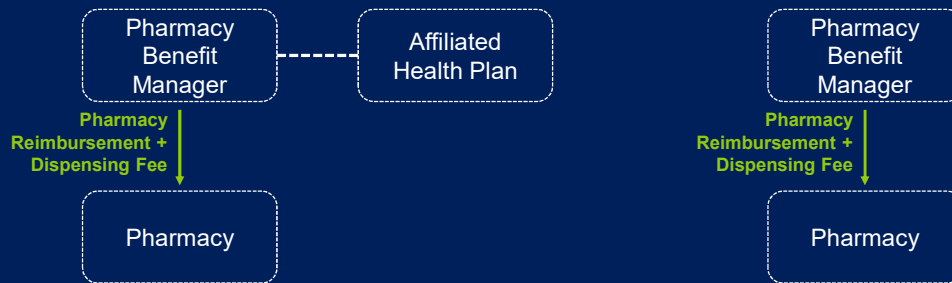 Pharmacy
Benefit
Manager
Affiliated
Health Plan
Pharmacy
Reimbursement +
Dispensing Fee
Pharmacy
Pharmacy
Benefit
Manager
Pharmacy
Reimbursement +
Dispensing Fee
Pharmacy